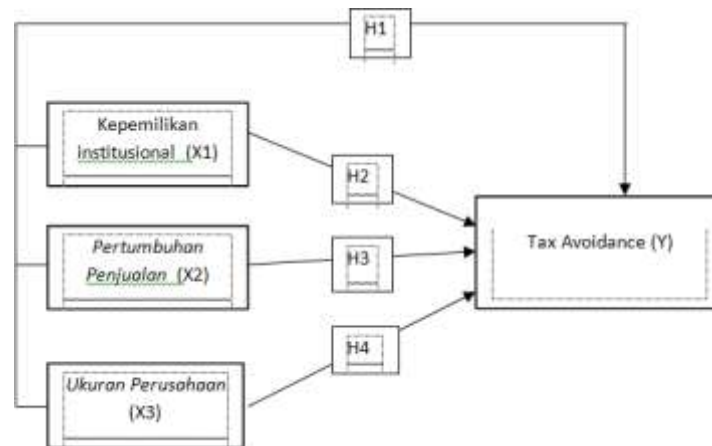 H1
Kepemilikan
institusional (X1)
H2
Pertumbuhan
Penjualan (X2)
H3
Tax Avoidance (Y)
H4
Ukuran Perusahaan
(X3)